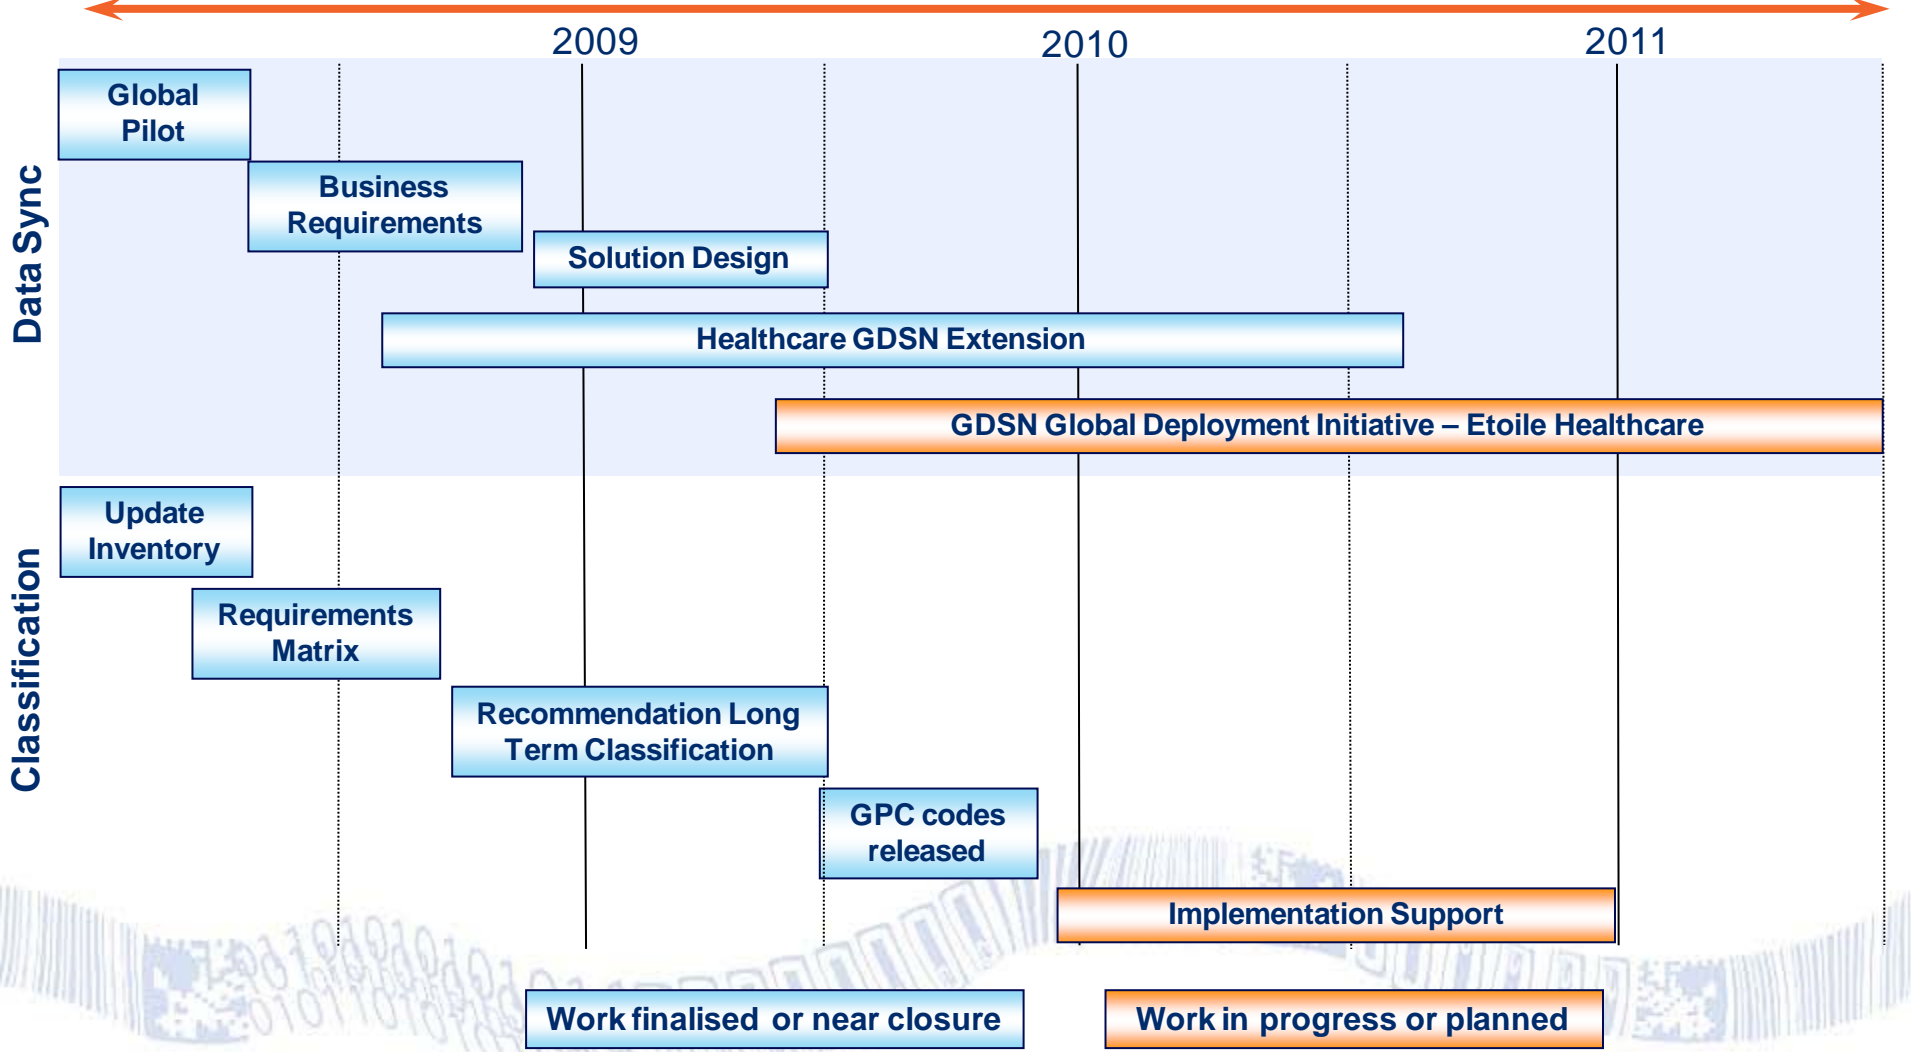 2009
2010
2011
Data Sync
Global
Pilot
Business
Requirements
Solution Design
Healthcare GDSN Extension
GDSN Global Deployment Initiative – Etoile Healthcare
Classification
Update
Inventory
Requirements
Matrix
Recommendation Long
Term Classification
GPC codes
released
Implementation Support
Work finalised or near closure
Work in progress or planned